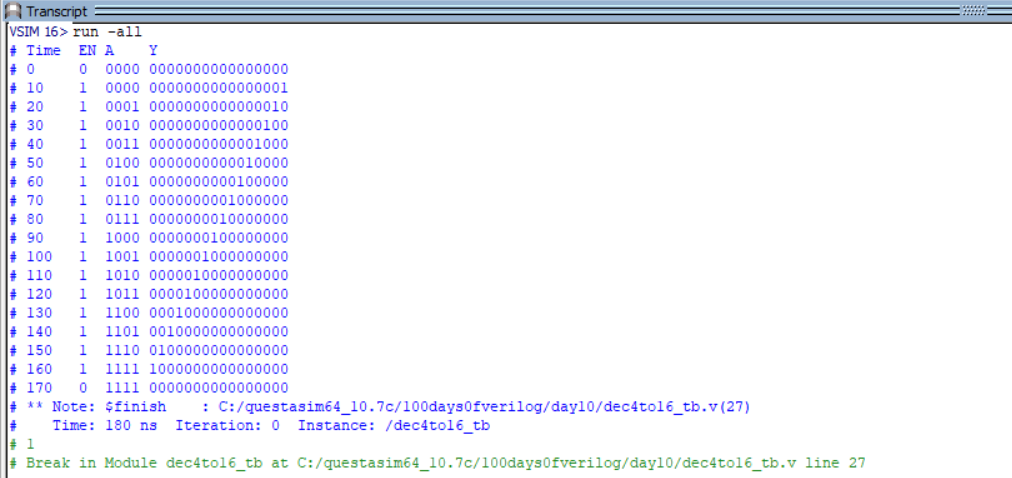 Transcript
VSIM 16> run -all
# Time  EN A    Y
# 0     0  0000 0000000000000000
# 10    1  0000 0000000000000001
# 20    1  0001 0000000000000010
# 30    1  0010 0000000000000100
# 40    1  0011 0000000000001000
# 50    1  0100 0000000000010000
# 60    1  0101 0000000000100000
# 70    1  0110 0000000001000000
# 80    1  0111 0000000010000000
# 90    1  1000 0000000100000000
# 100   1  1001 0000001000000000
# 110   1  1010 0000010000000000
# 120   1  1011 0000100000000000
# 130   1  1100 0001000000000000
# 140   1  1101 0010000000000000
# 150   1  1110 0100000000000000
# 160   1  1111 1000000000000000
# 170   0  1111 0000000000000000
# ** Note: $finish    : C:/questasim64_10.7c/100days0fverilog/day10/dec4to16_tb.v(27)
#    Time: 180 ns  Iteration: 0  Instance: /dec4to16_tb
# 1
# Break in Module dec4to16_tb at C:/questasim64_10.7c/100days0fverilog/day10/dec4to16_tb.v line 27